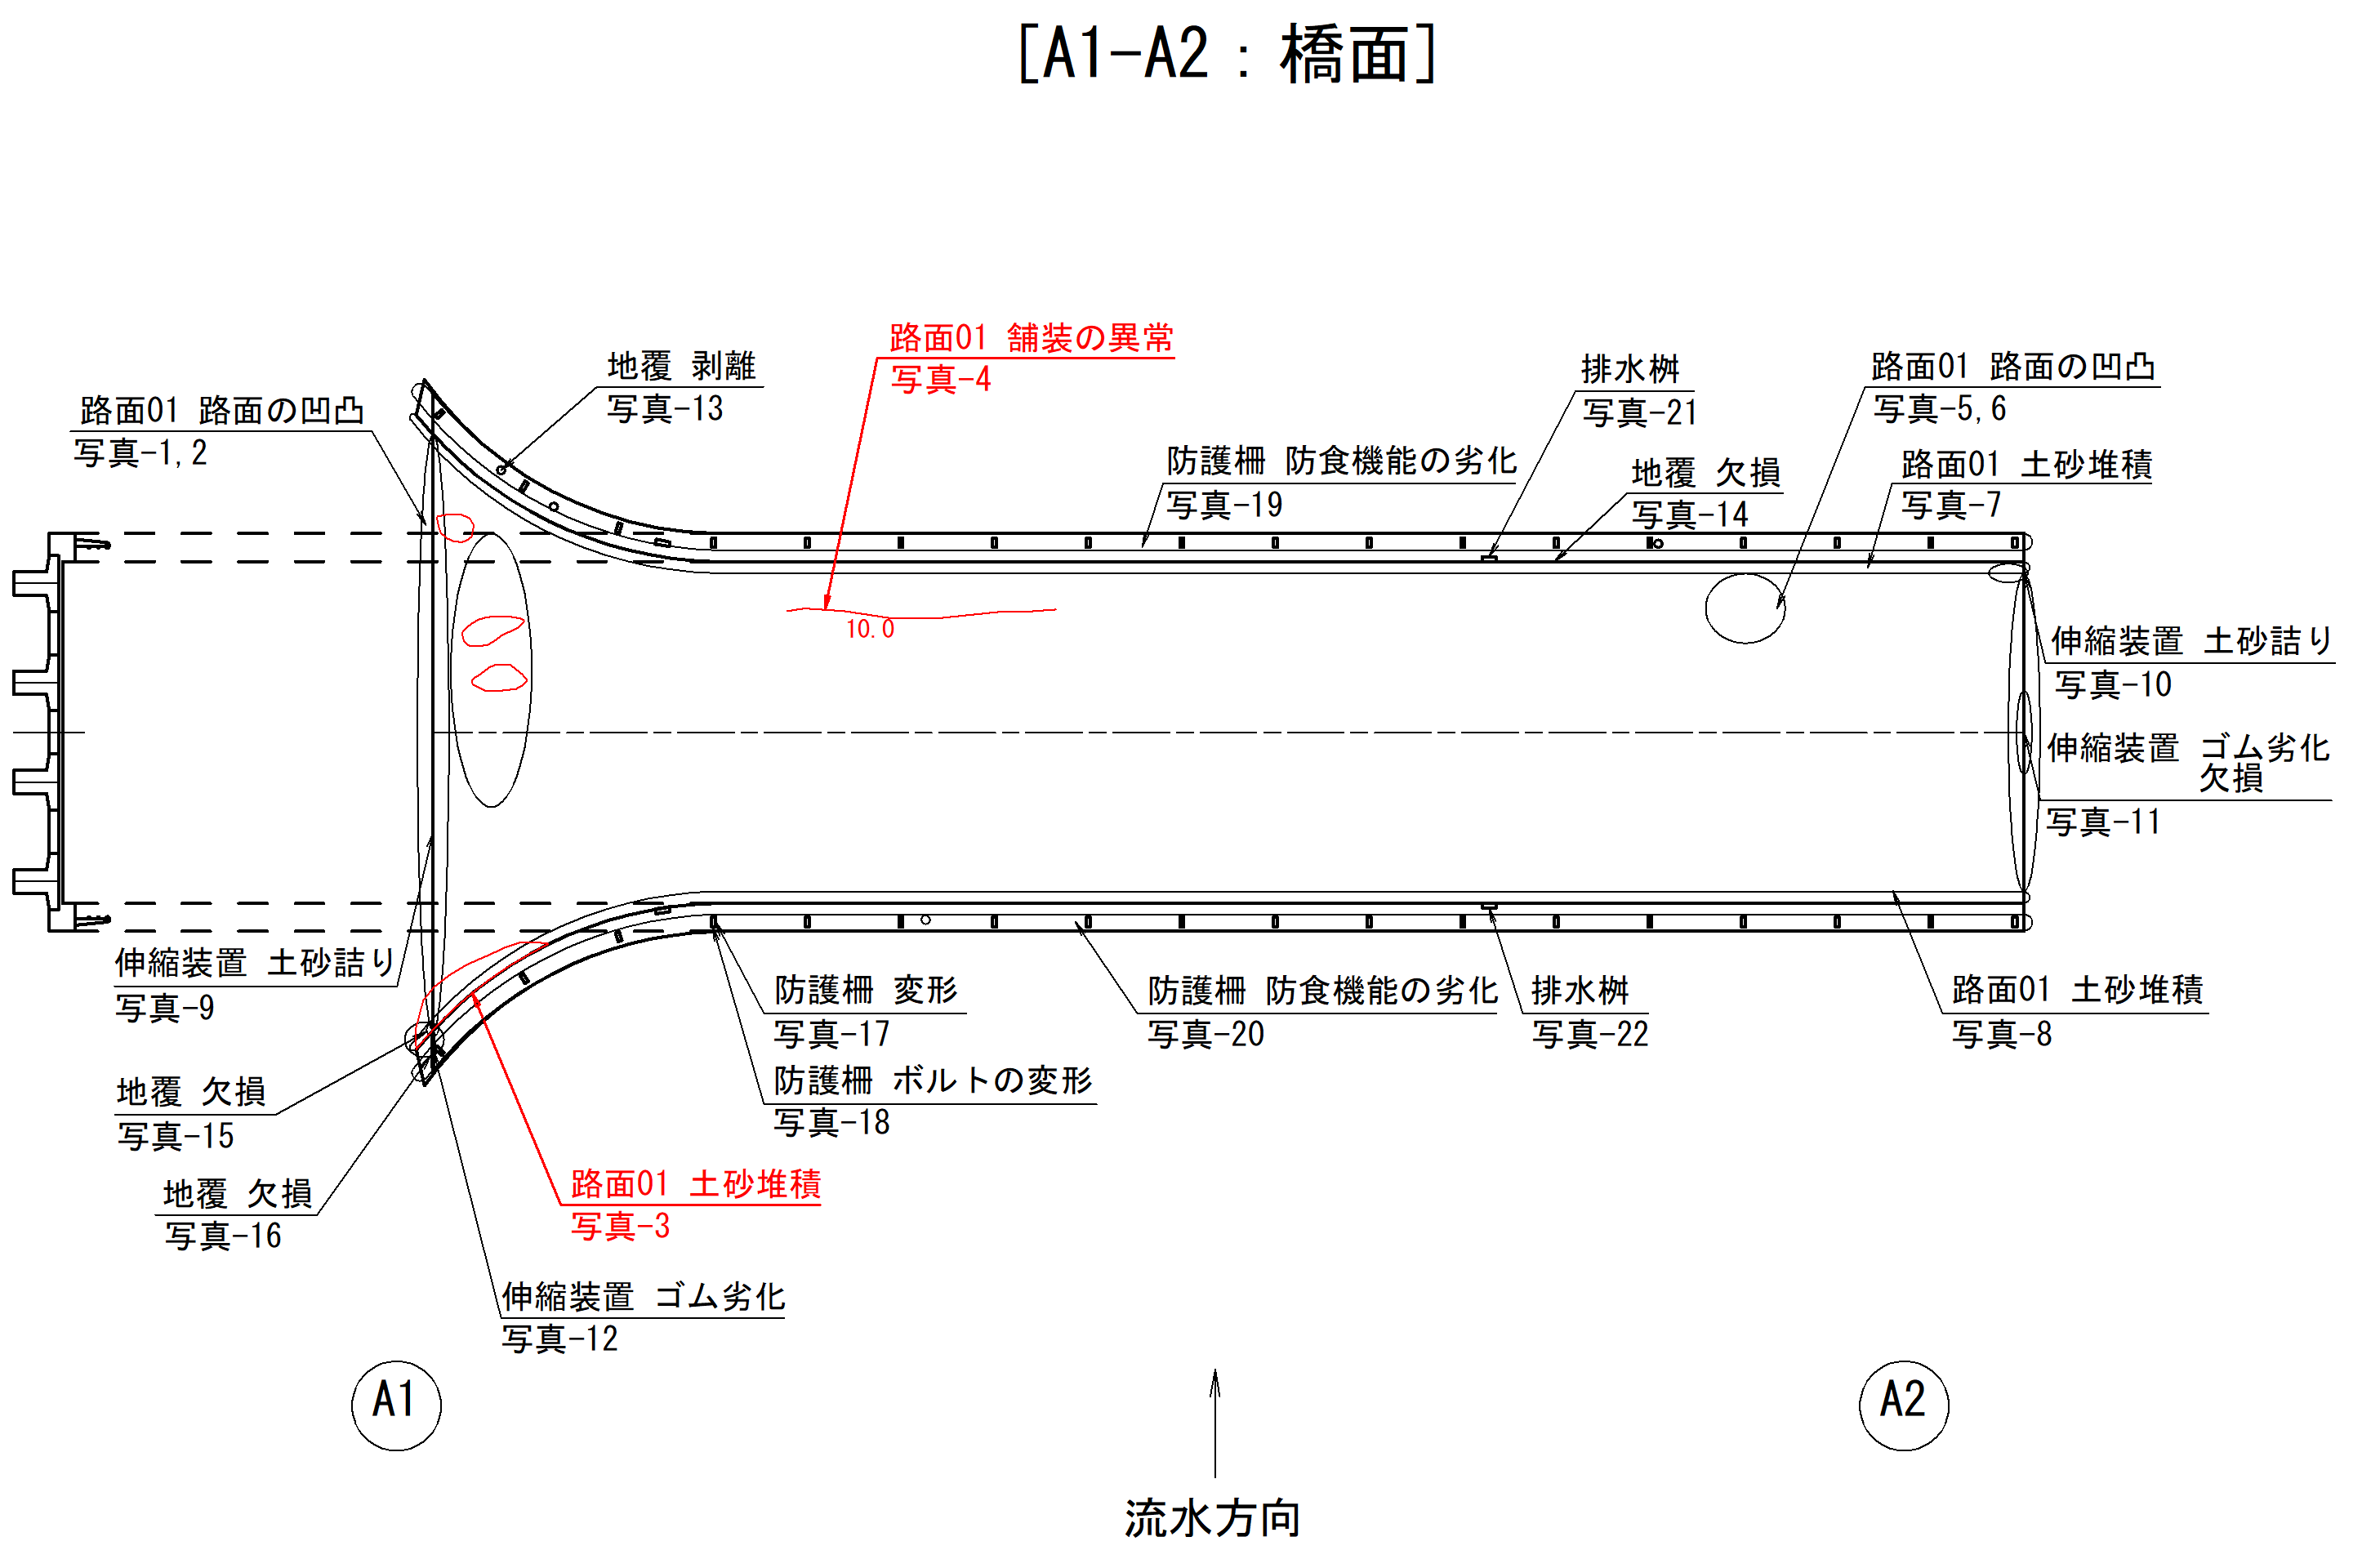 [A1-A2：橋面]
路面01 舗装の異常
写真-4
地覆 剥離
写真-13
排水桝
写真-21
路面01 路面の凹凸
写真-5,6
路面01 路面の凹凸
写真-1,2
防護柵 防食機能の劣化
写真-19
地覆 欠損
写真-14
路面01 土砂堆積
写真-7
10.0
伸縮装置 土砂詰り
写真-10
伸縮装置 ゴム劣化
欠損
写真-11
伸縮装置 土砂詰り
写真-9
防護柵 変形
写真-17
防護柵 防食機能の劣化
写真-20
排水桝
写真-22
路面01 土砂堆積
写真-8
地覆 欠損
写真-15
防護柵 ボルトの変形
写真-18
地覆 欠損
写真-16
路面01 土砂堆積
写真-3
伸縮装置 ゴム劣化
写真-12
A1
A2
流水方向